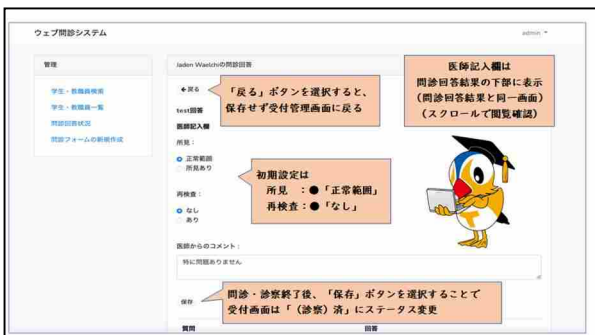 ウェブ問診システム
admin
管理
学生・教職員検索
学生・教職員一覧
問診回答状況
問診フォームの新規作成
Jaden Waelchiの問診回答
戻る
test回答
医師記入欄
所見：
正常範囲
所見あり
再検査：
なし
あり
医師からのコメント：
特に問題ありません
保存
質問
回答
「戻る」ボタンを選択すると、
保存せず受付管理画面に戻る
医師記入欄は
問診回答結果の下部に表示
（問診回答結果と同一画面）
（スクロールで閲覧確認）
初期設定は
所見 ：●「正常範囲」
再検査：●「なし」
問診・診察終了後、「保存」ボタンを選択することで
受付画面は「（診察）済」にステータス変更